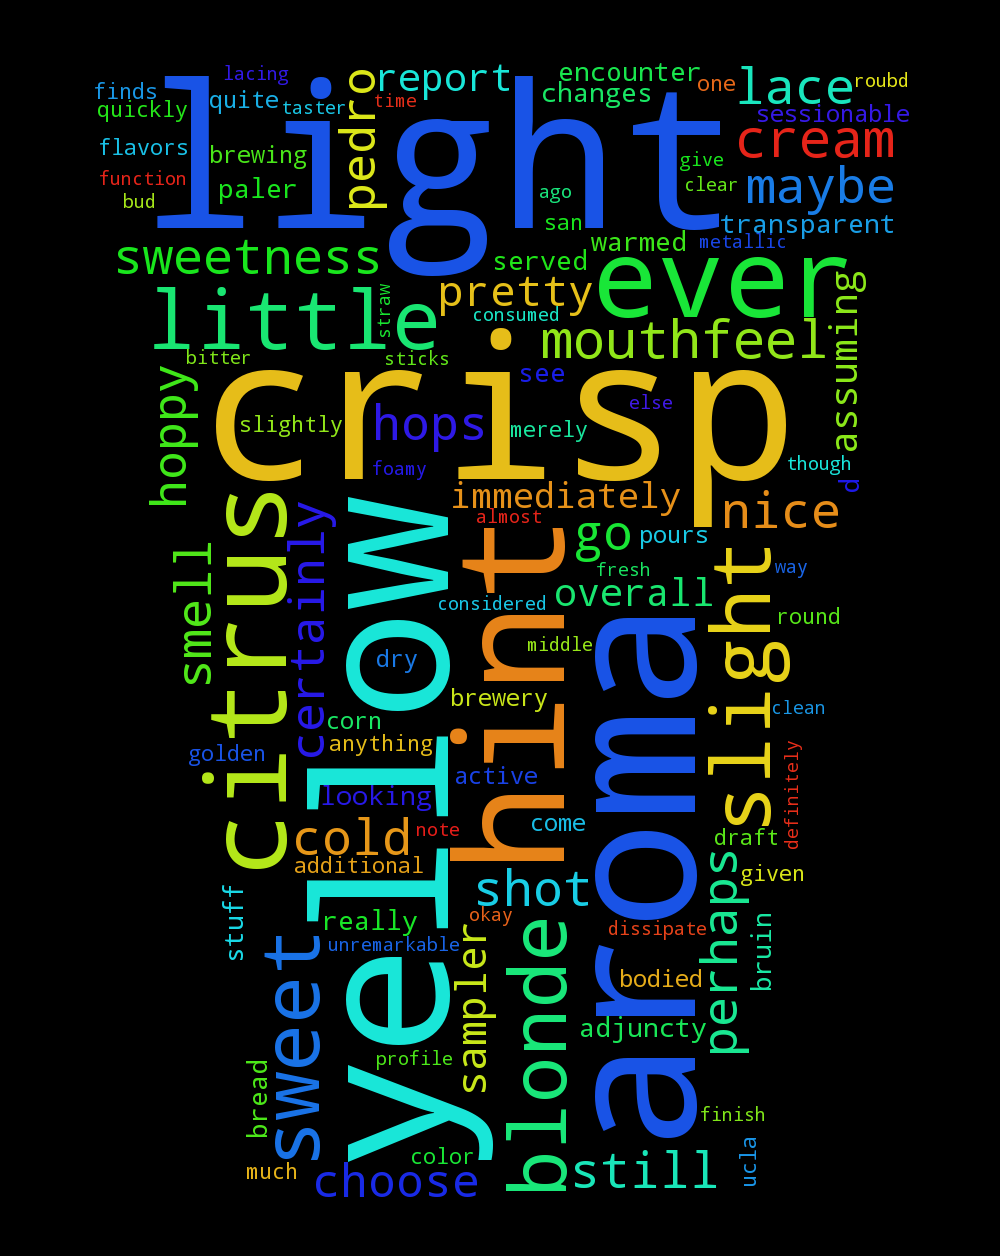 lacing
finds
quickly
quite
taster
time
pedro
report
encounter
changes
one
lace
roubd
sessionable
flavors
brewing
light
cream
function
paler
bud
give
clear
maybe
ago
san
transparent
sweetness
served
warmed
metallic
ever
little
straw
pretty
consumed
mouthfeel
assuming
bitter
sticks
crisp
see
else
hoppy
slightly
hops
merely
foamy
though
p
immediately
nice
almost
citrus
certainly
yellow
hint
go
pours
smell
fresh
way
considered
overall
slight
round
dry
middle
aroma
brewery
clean
corn
golden
anything
active
definitely
looking
cold
note
come
draft
additional
shot
given
perhaps
stuff
really
okay
dissipate
unremarkable
bruin
sweet
sampler
blonde
bodied
adjuncty
profile
bread
finish
color
much
choose
still
ucla